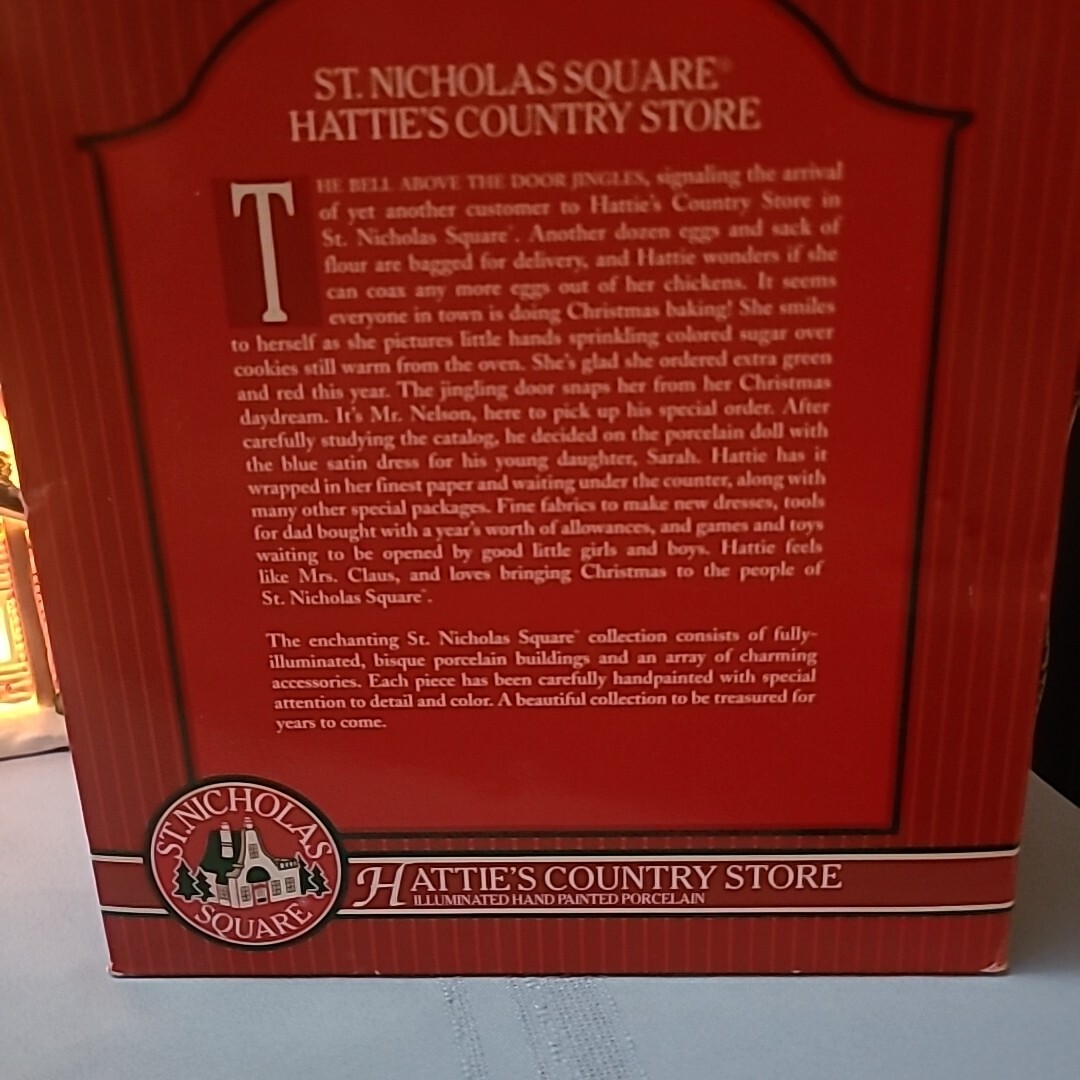 ST. NICHOLAS SQUARE®
HATTIE'S COUNTRY STORE
THE BELL ABOVE THE DOOR JINGLES, signaling the arrival
of yet another customer to Hattie's Country Store in
St. Nicholas Square®. Another dozen eggs and sack of
flour are bagged for delivery, and Hattie wonders if she
can coax any more eggs out of her chickens. It seems
everyone in town is doing Christmas baking! She smiles
to herself as she pictures little hands sprinkling colored sugar over
cookies still warm from the oven. She's glad she ordered extra green
and red this year. The jingling door snaps her from her Christmas
daydream. It's Mr. Nelson, here to pick up his special order. After
carefully studying the catalog, he decided on the porcelain doll with
the blue satin dress for his young daughter, Sarah. Hattie has it
wrapped in her finest paper and waiting under the counter, along with
many other special packages. Fine fabrics to make new dresses, tools
for dad bought with a year's worth of allowances, and games and toys
waiting to be opened by good little girls and boys. Hattie feels
like Mrs. Claus, and loves bringing Christmas to the people of
St. Nicholas Square®.
The enchanting St. Nicholas Square® collection consists of fully-
illuminated, bisque porcelain buildings and an array of charming
accessories. Each piece has been carefully handpainted with special
attention to detail and color. A beautiful collection to be treasured for
years to come.
ST. NICHOLAS
SQUARE®
HATTIE'S COUNTRY STORE
ILLUMINATED HAND PAINTED PORCELAIN